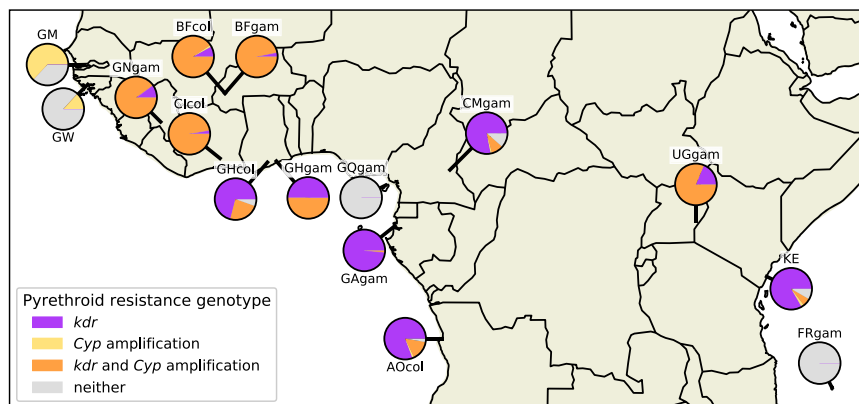 GM
BFcol
BFgam
GNgam
CIcol
GW
CMgam
UGgam
GHcol
GHgam
GQgam
GAgam
KE
AOcol
FRgam
Pyrethroid resistance genotype
kdr
Cyp amplification
kdr and Cyp amplification
neither